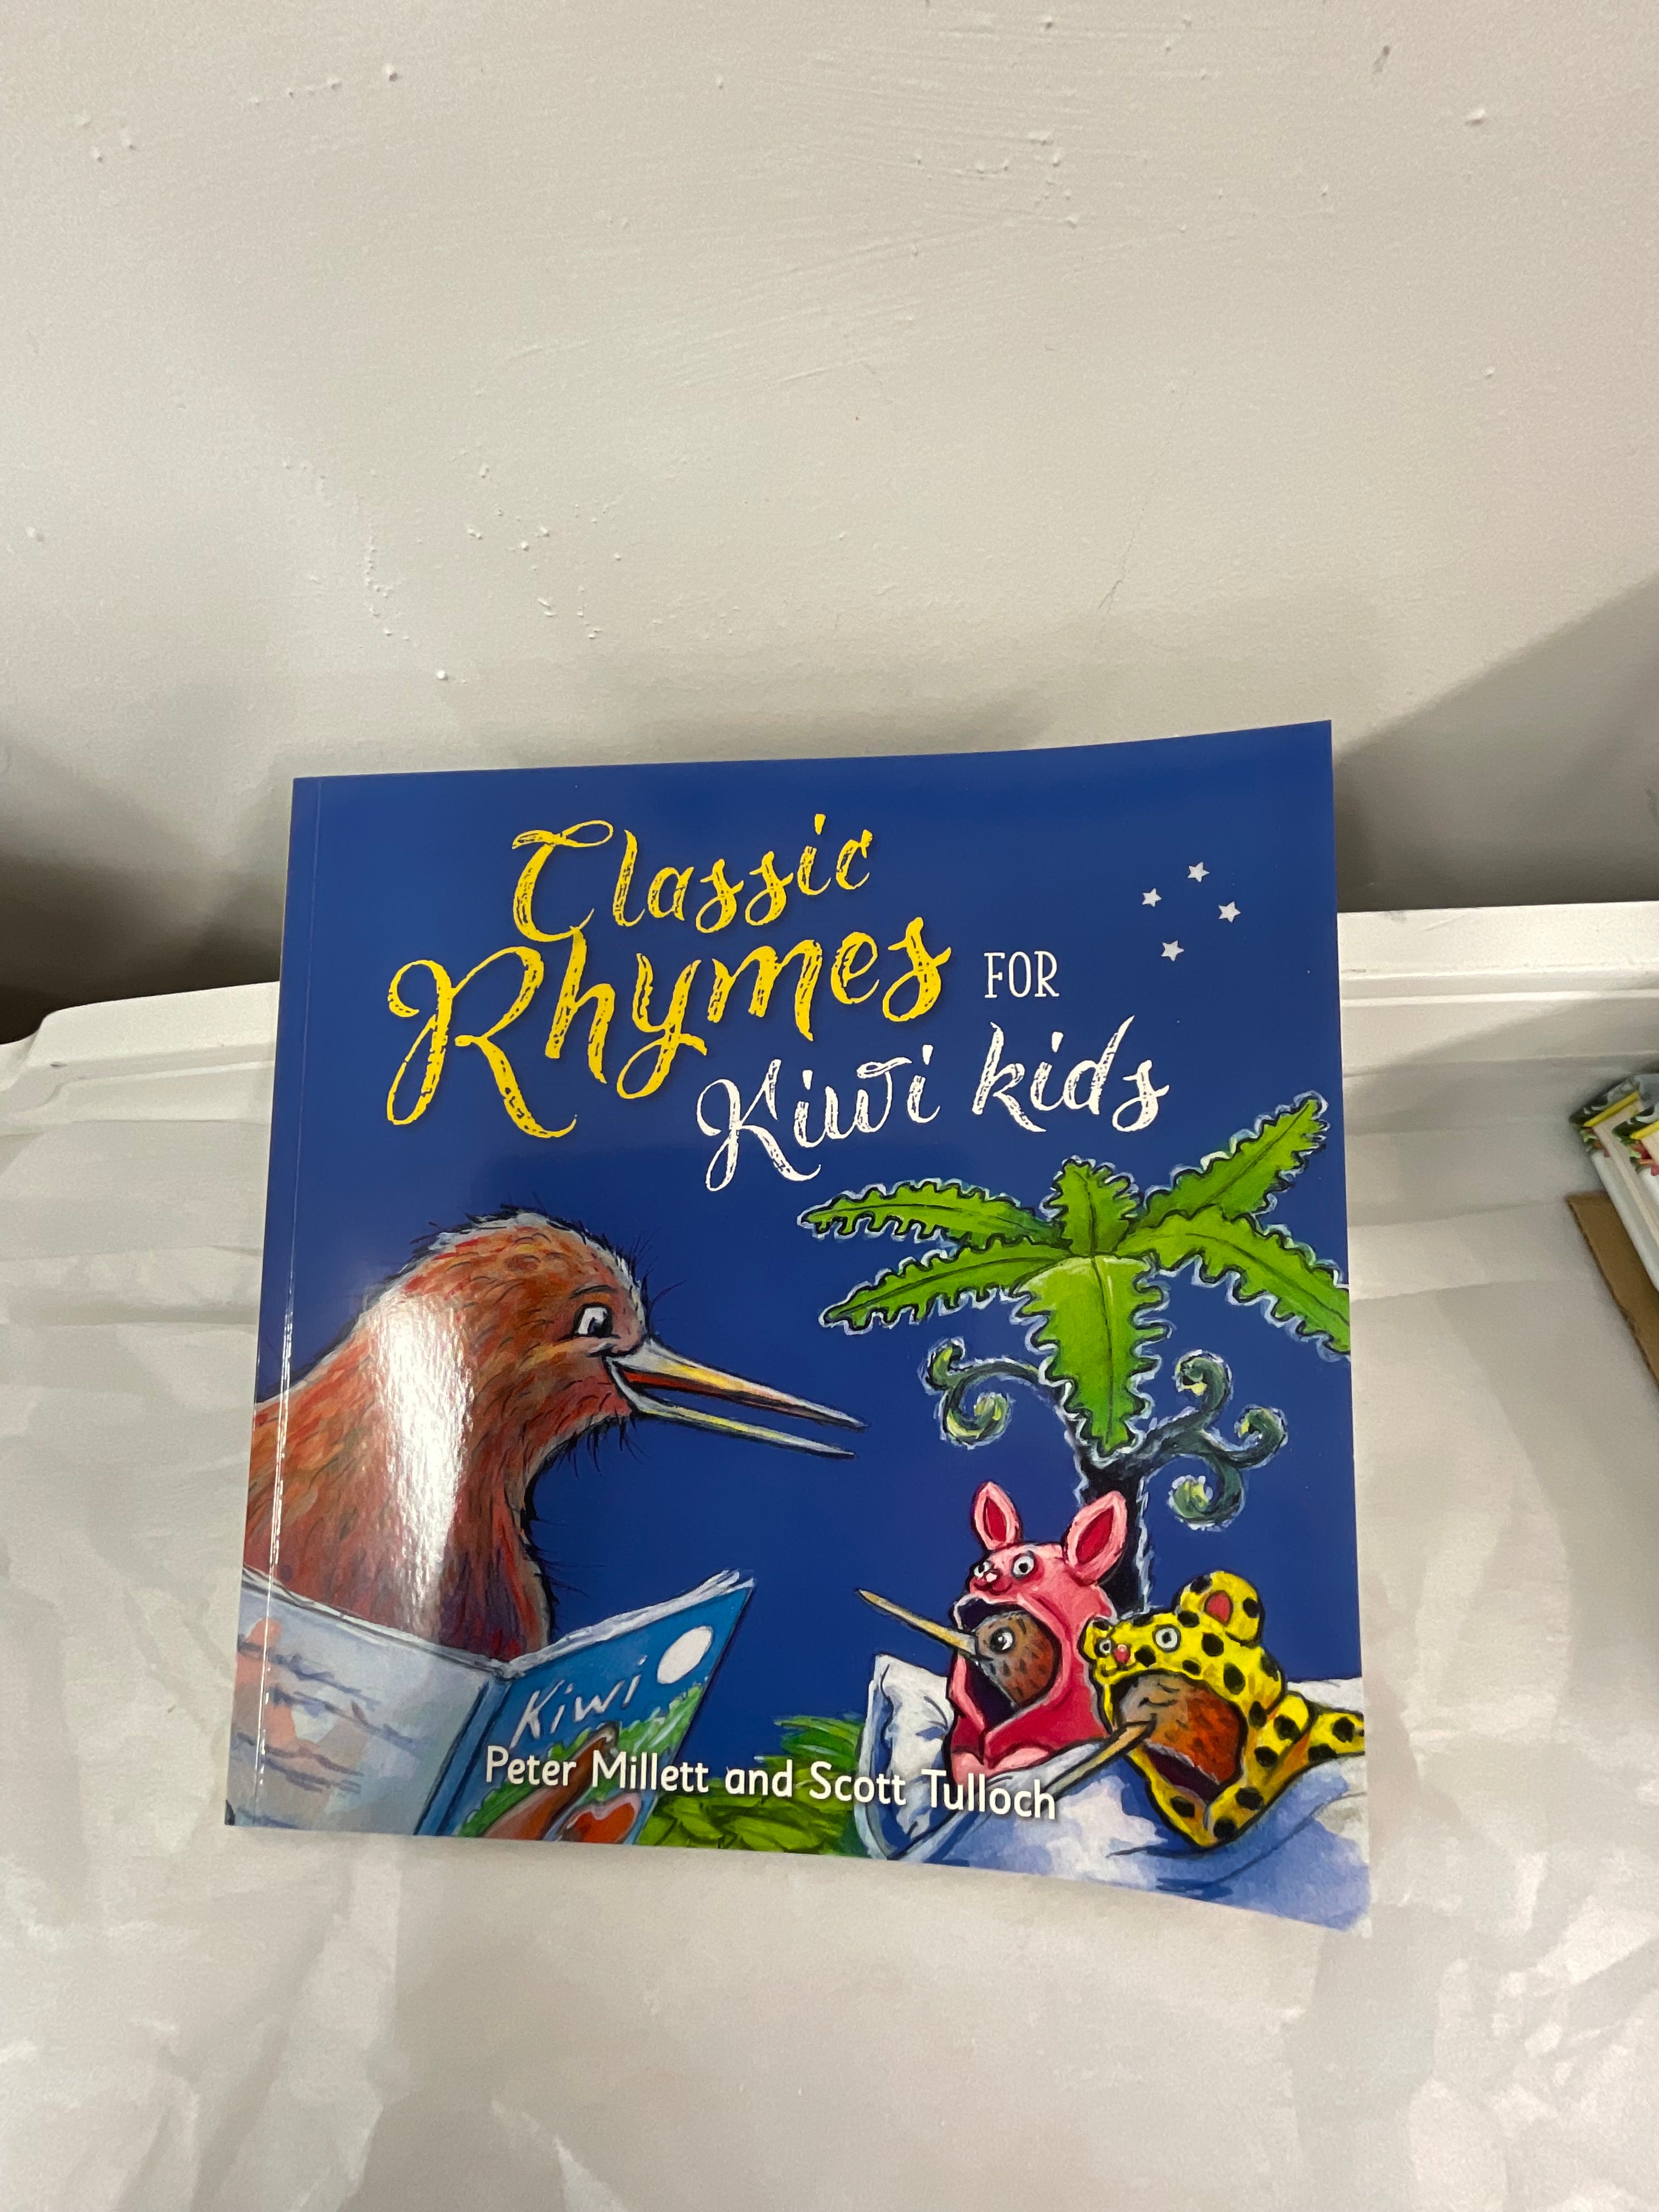 Classic
Rhymes FOR
Kiwi kids
Kiwi
Peter Millett and Scott Tulloch